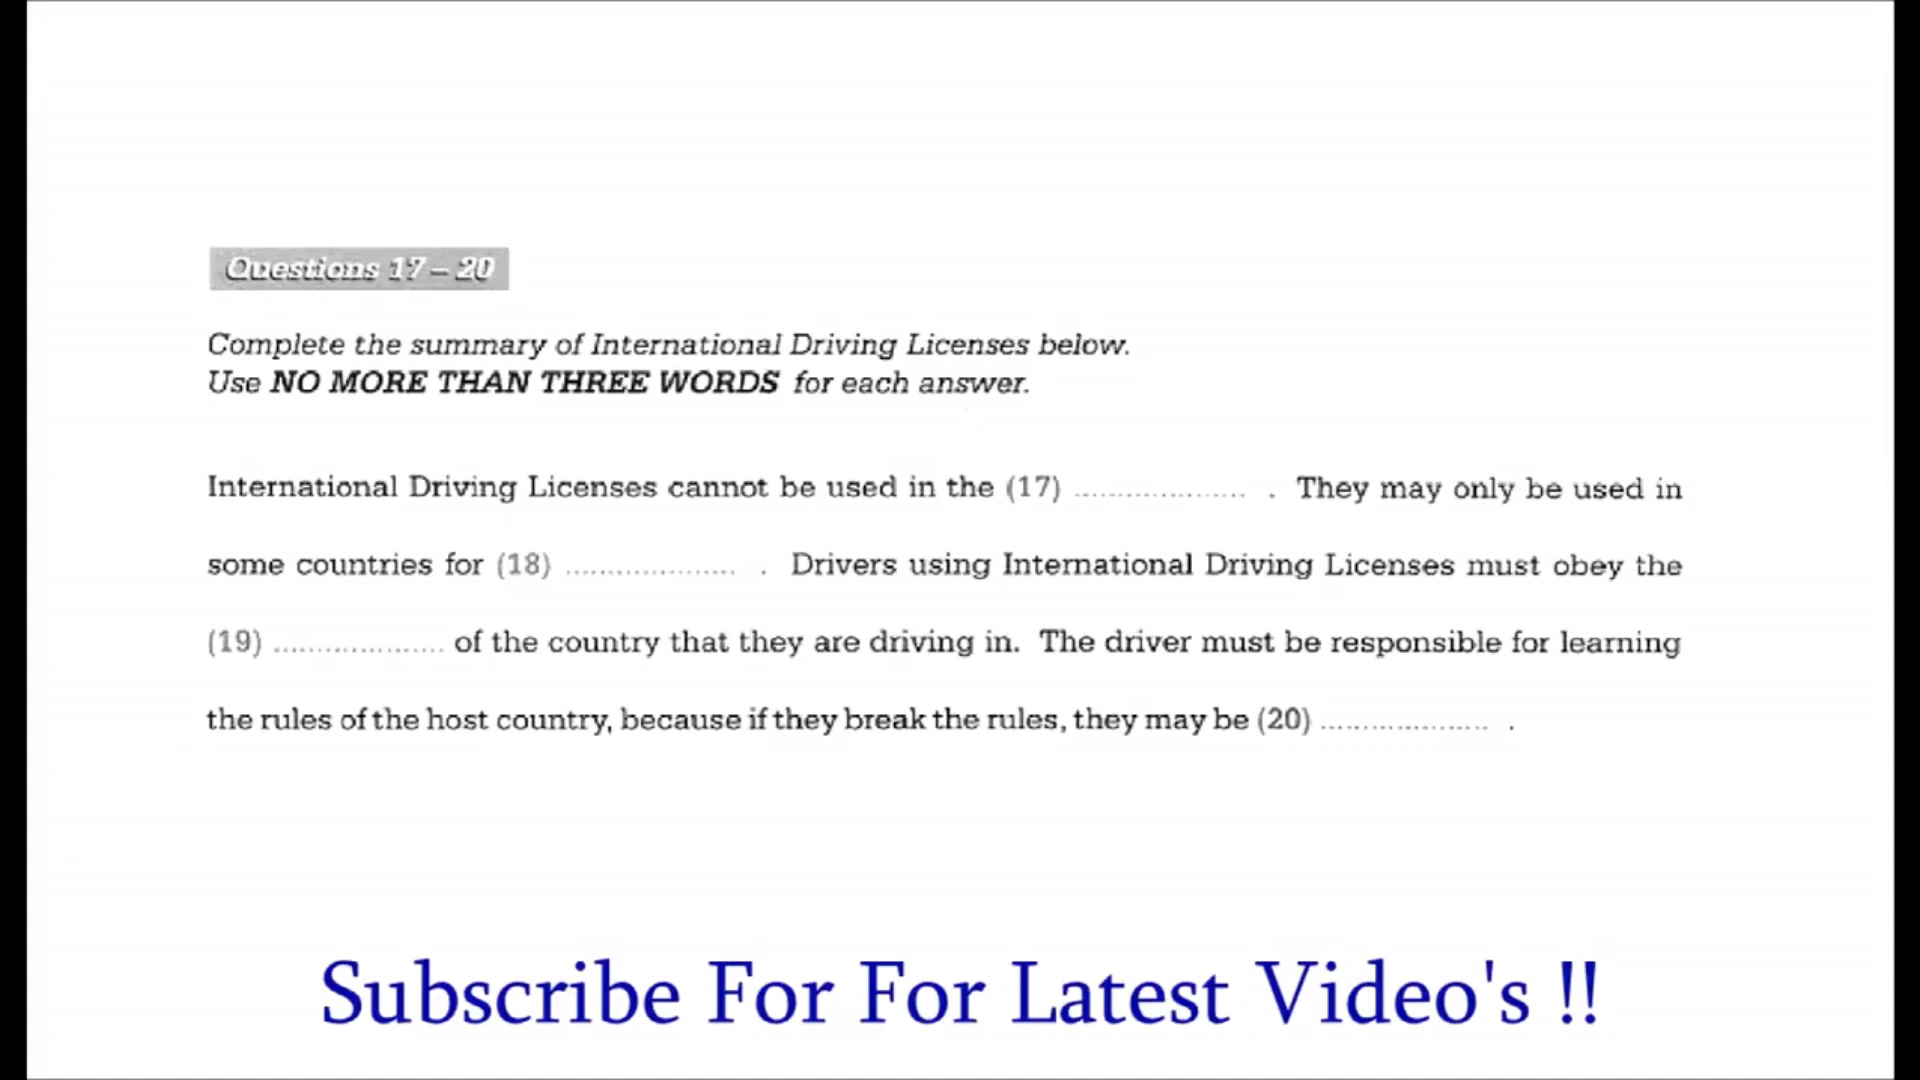 Questions 17 – 20
Complete the summary of International Driving Licenses below.
Use NO MORE THAN THREE WORDS for each answer.
International Driving Licenses cannot be used in the (17) .................... . They may only be used in
some countries for (18) .................... . Drivers using International Driving Licenses must obey the
(19) .................... of the country that they are driving in. The driver must be responsible for learning
the rules of the host country, because if they break the rules, they may be (20) .................... .
Subscribe For For Latest Video's !!